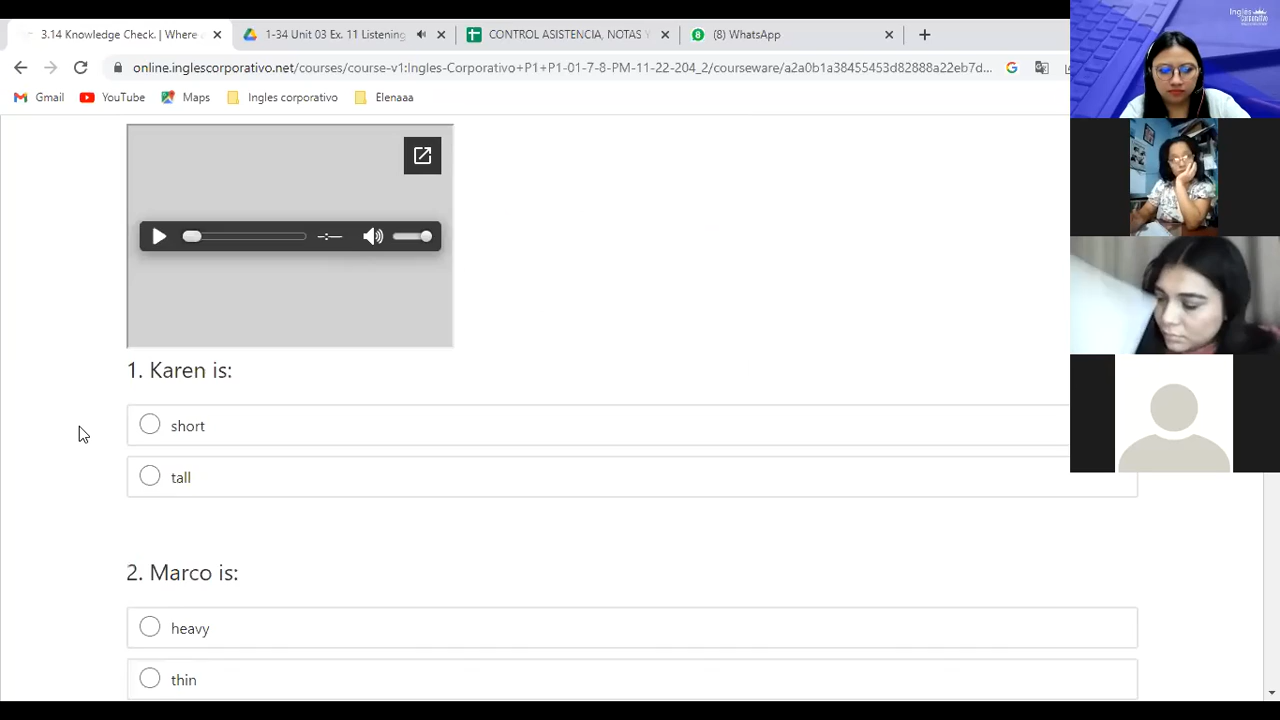 3.14 Knowledge Check. | Where
1-34 Unit 03 Ex. 11 Listening
CONTROL ASISTENCIA, NOTAS Y
(8) WhatsApp
online.inglescorporativo.net/courses/course-v1:Ingles-Corporativo+P1+P1-01-7-8-PM-11-22-204_2/courseware/a2a0b1a38455453d82888a22eb7d...
Gmail
YouTube
Maps
Ingles corporativo
Elenaaa
Inglés
corporativo
-:--
1. Karen is:
short
tall
2. Marco is:
heavy
thin